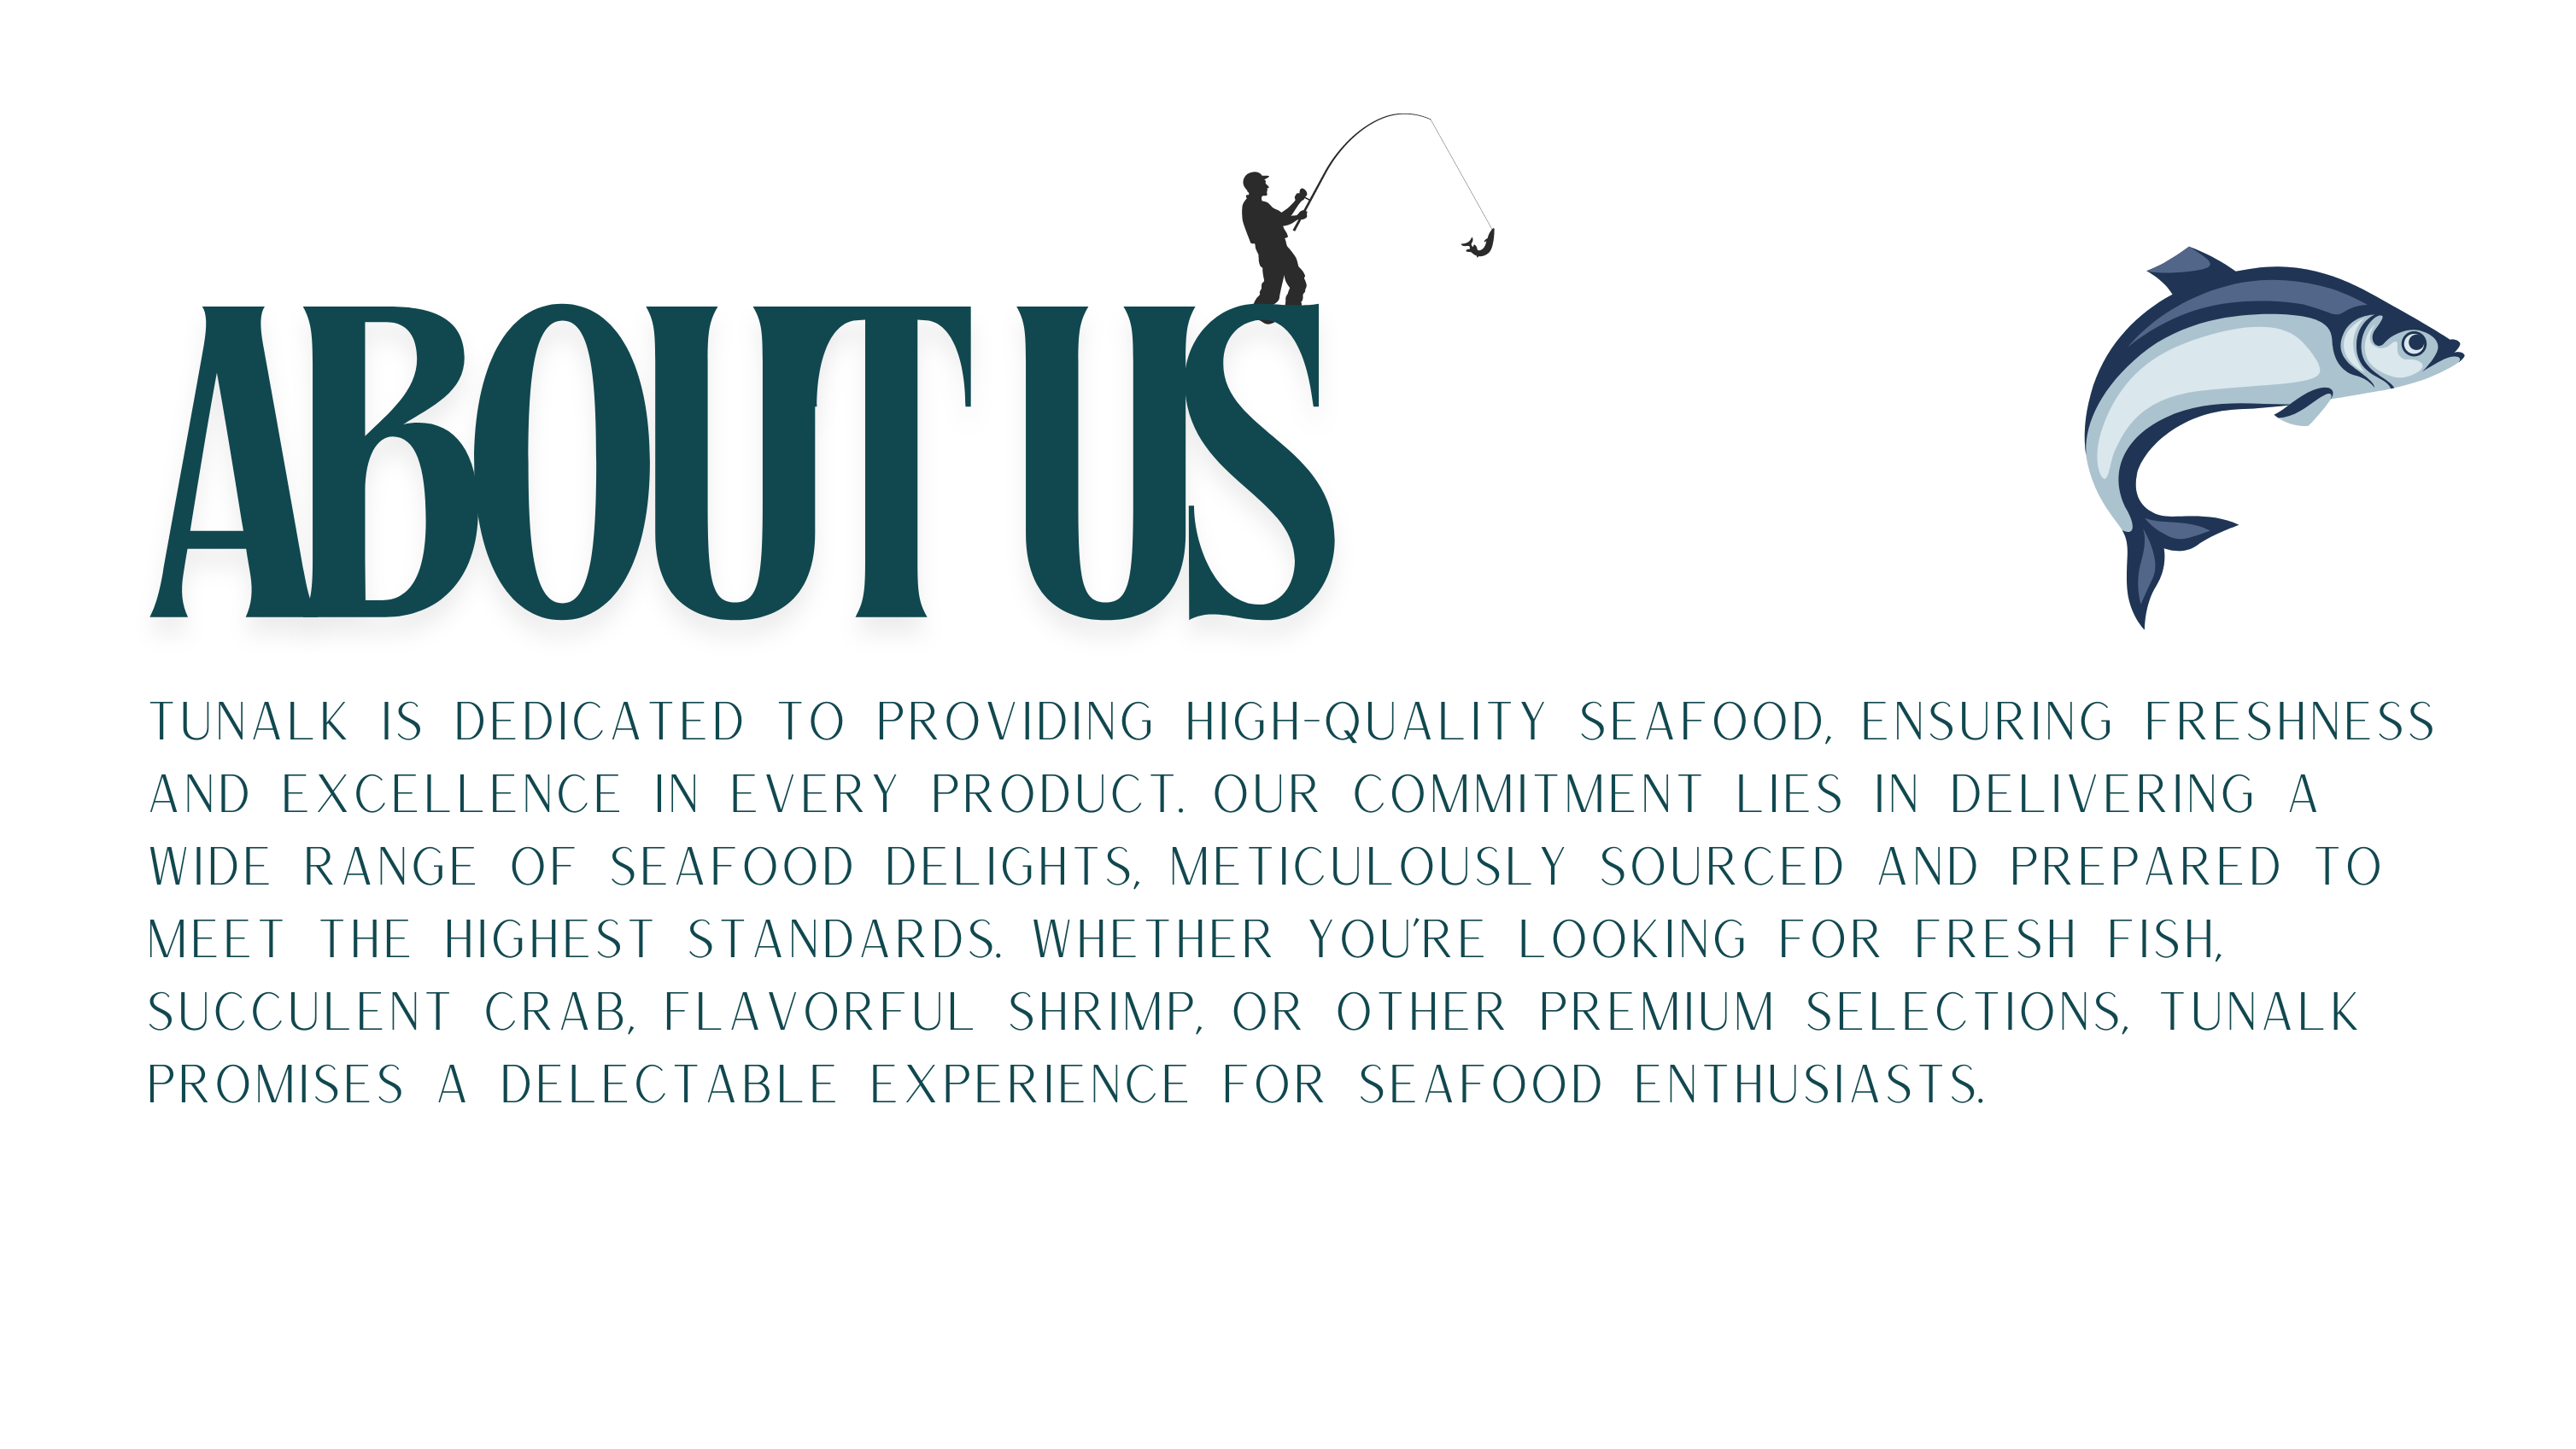 ABOUT US
TUNALK IS DEDICATED TO PROVIDING HIGH-QUALITY SEAFOOD, ENSURING FRESHNESS
AND EXCELLENCE IN EVERY PRODUCT. OUR COMMITMENT LIES IN DELIVERING A
WIDE RANGE OF SEAFOOD DELIGHTS, METICULOUSLY SOURCED AND PREPARED TO
MEET THE HIGHEST STANDARDS. WHETHER YOU'RE LOOKING FOR FRESH FISH,
SUCCULENT CRAB, FLAVORFUL SHRIMP, OR OTHER PREMIUM SELECTIONS, TUNALK
PROMISES A DELECTABLE EXPERIENCE FOR SEAFOOD ENTHUSIASTS.